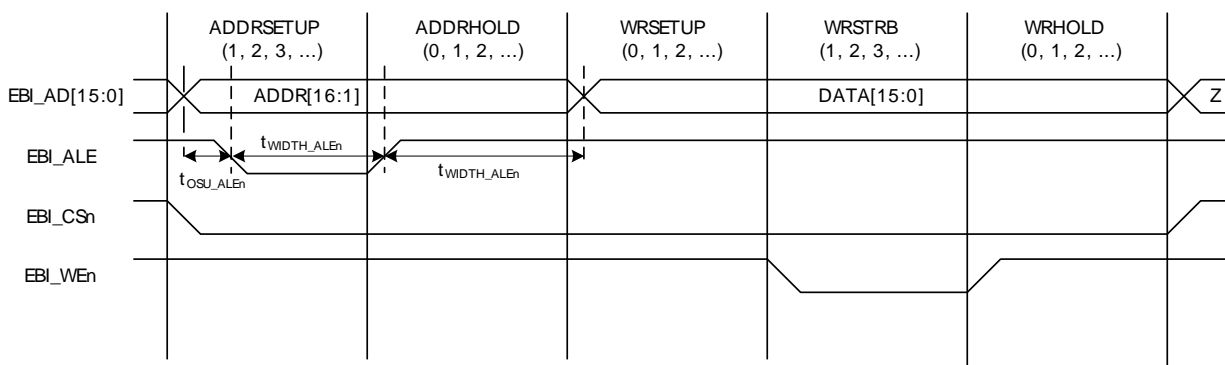 ADDRSETUP ADDRHOLD WRSETUP WRSTRB WRHOLD
(1, 2, 3, ...) (0, 1, 2, ...) (0, 1, 2, ...) (1, 2, 3, ...) (0, 1, 2, ...)
EBI_AD[15:0] ADDR[16:1] DATA[15:0] Z
EBI_ALE tWIDTH_ALEn
tOSU_ALEn tWIDTH_ALEn
EBI_CSn
EBI_WEn